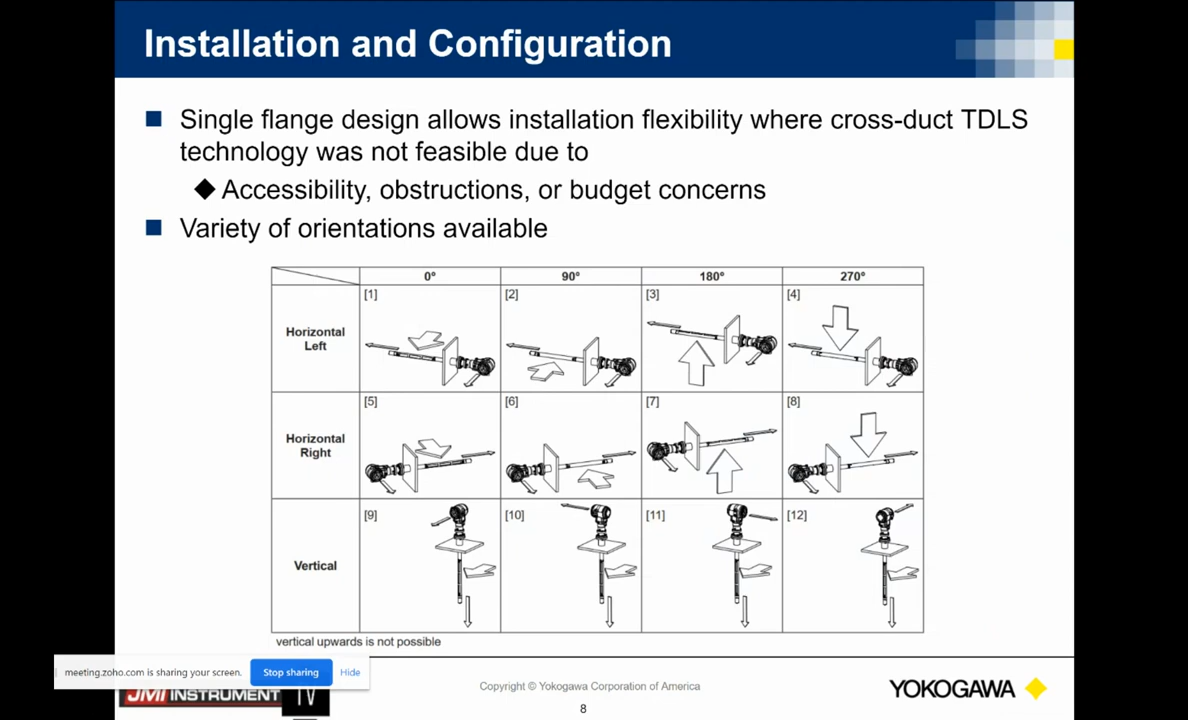 Installation and Configuration
Single flange design allows installation flexibility where cross-duct TDLS
technology was not feasible due to
Accessibility, obstructions, or budget concerns
Variety of orientations available
0° 90° 180° 270°
Horizontal
Left
[1] [2] [3] [4]
Horizontal
Right
[5] [6] [7] [8]
Vertical
[9] [10] [11] [12]
vertical upwards is not possible
meeting.zoho.com is sharing your screen. Stop sharing Hide
JMI INSTRUMENT TV
Copyright © Yokogawa Corporation of America
YOKOGAWA
8